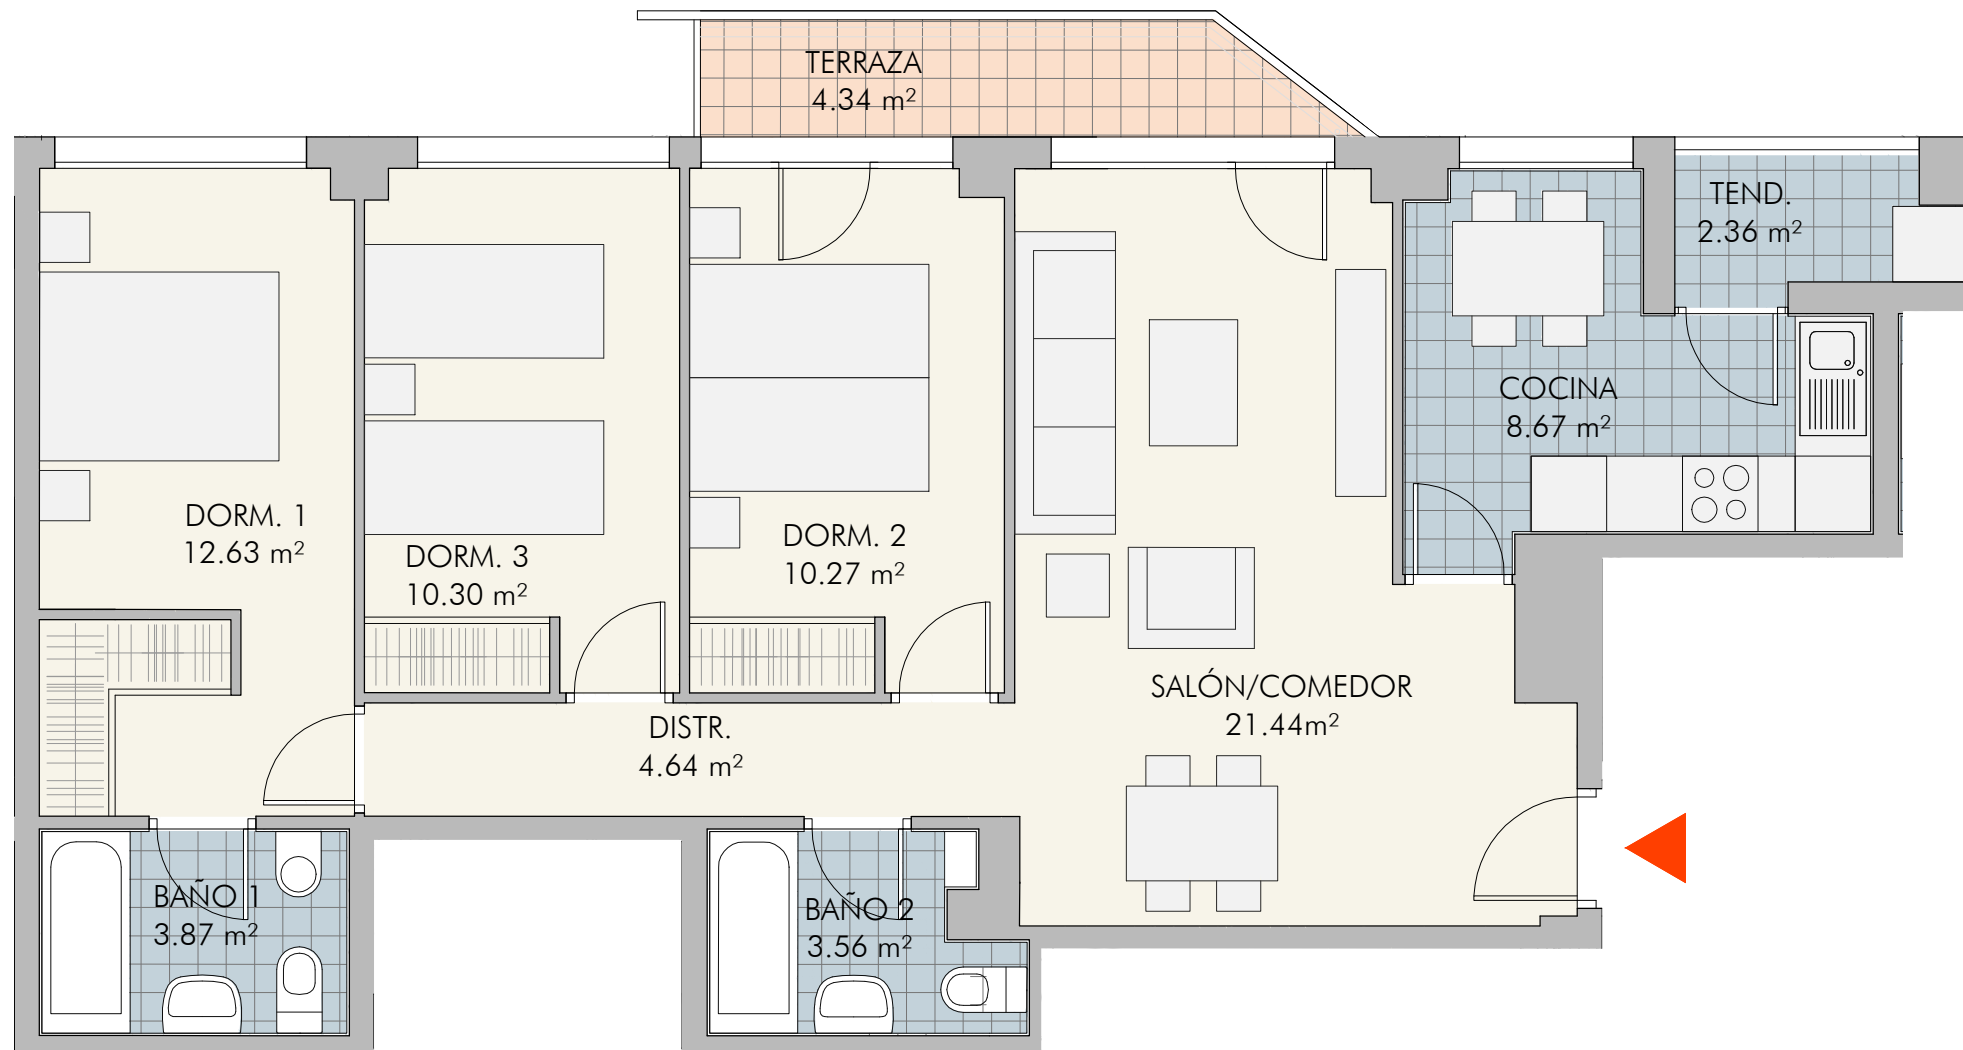 TERRAZA
4.34 m²
TEND.
2.36 m²
COCINA
8.67 m²
DORM. 1
12.63 m²
DORM. 3
10.30 m²
DORM. 2
10.27 m²
SALÓN/COMEDOR
21.44m²
DISTR.
4.64 m²
BAÑO 1
3.87 m²
BAÑO 2
3.56 m²